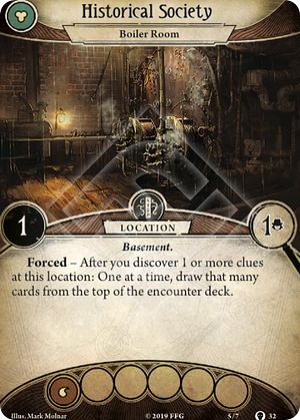 Historical Society
Boiler Room
1
LOCATION
1
Basement.
Forced – After you discover 1 or more clues
at this location: One at a time, draw that many
cards from the top of the encounter deck.
Illus. Mark Molnar
© 2019 FFG
5/7
32